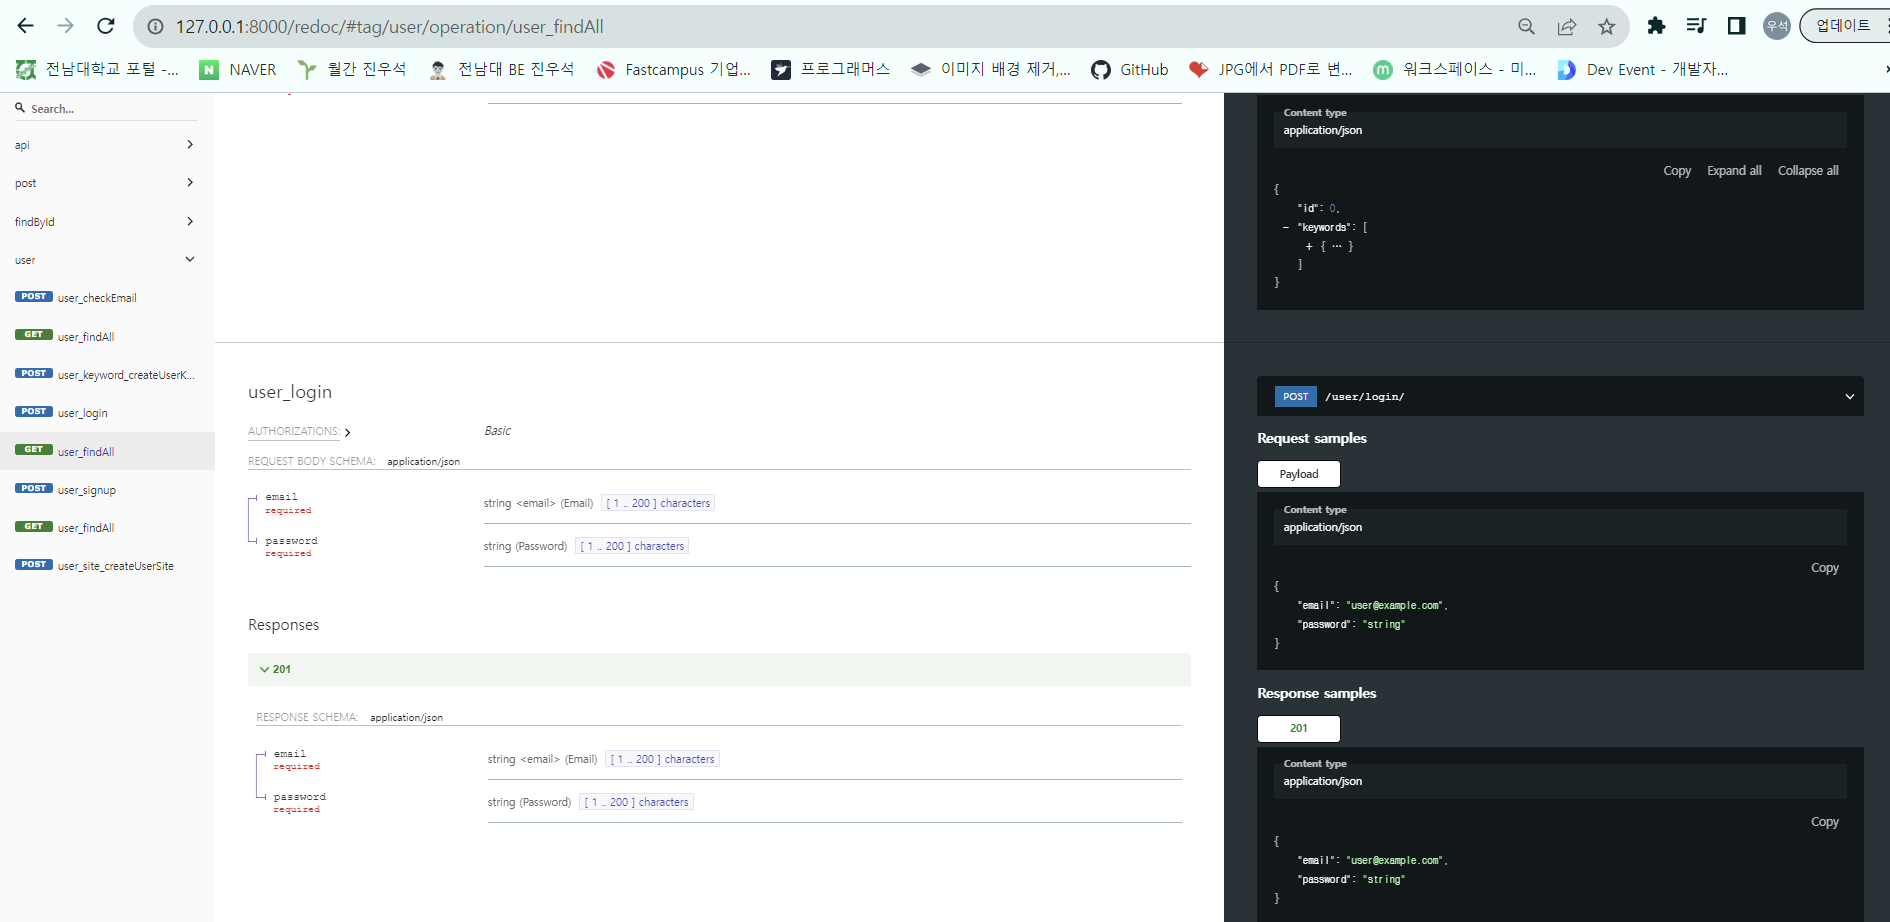 127.0.0.1:8000/redoc/#tag/user/operation/user_findAll
우석
업데이트
전남대학교 포털 -...
NAVER
월간 진우석
전남대 BE 진우석
Fastcampus 기업...
프로그래머스
이미지 배경 제거,...
GitHub
JPG에서 PDF로 변...
워크스페이스 - 미...
Dev Event - 개발자...
Search...
api
post
findById
user
POST user_checkEmail
GET user_findAll
POST user_keyword_createUserK...
POST user_login
GET user_findAll
POST user_signup
GET user_findAll
POST user_site_createUserSite
user_login
AUTHORIZATIONS: Basic
REQUEST BODY SCHEMA: application/json
email string <email> (Email) [ 1 .. 200 ] characters
required
password string (Password) [ 1 .. 200 ] characters
required
Responses
201
RESPONSE SCHEMA: application/json
email string <email> (Email) [ 1 .. 200 ] characters
required
password string (Password) [ 1 .. 200 ] characters
required
Content type
application/json
Copy Expand all Collapse all
{
"id": 0,
- "keywords": [
+ { ... }
]
}
POST /user/login/
Request samples
Payload
Content type
application/json
Copy
{
"email": "user@example.com",
"password": "string"
}
Response samples
201
Content type
application/json
Copy
{
"email": "user@example.com",
"password": "string"
}